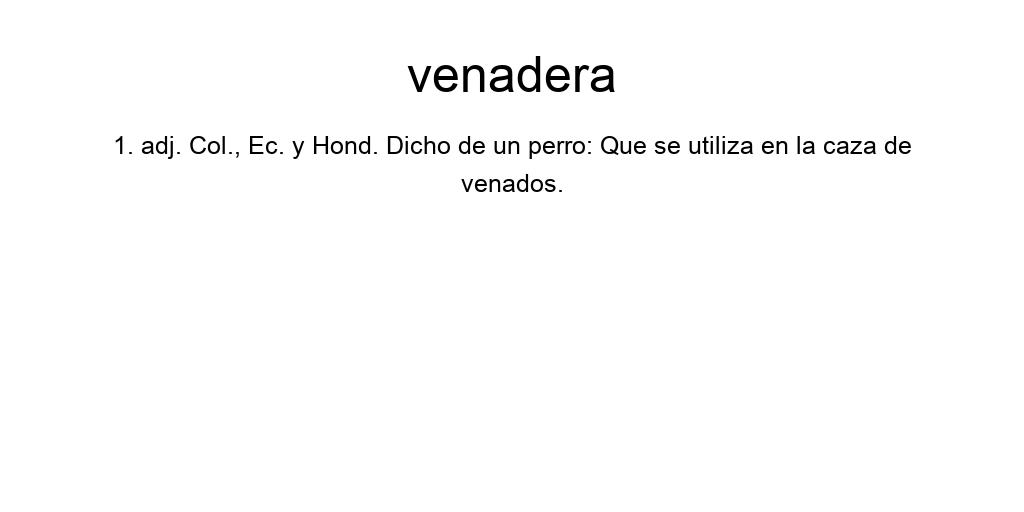 venadera
1. adj. Col., Ec. y Hond. Dicho de un perro: Que se utiliza en la caza de
venados.